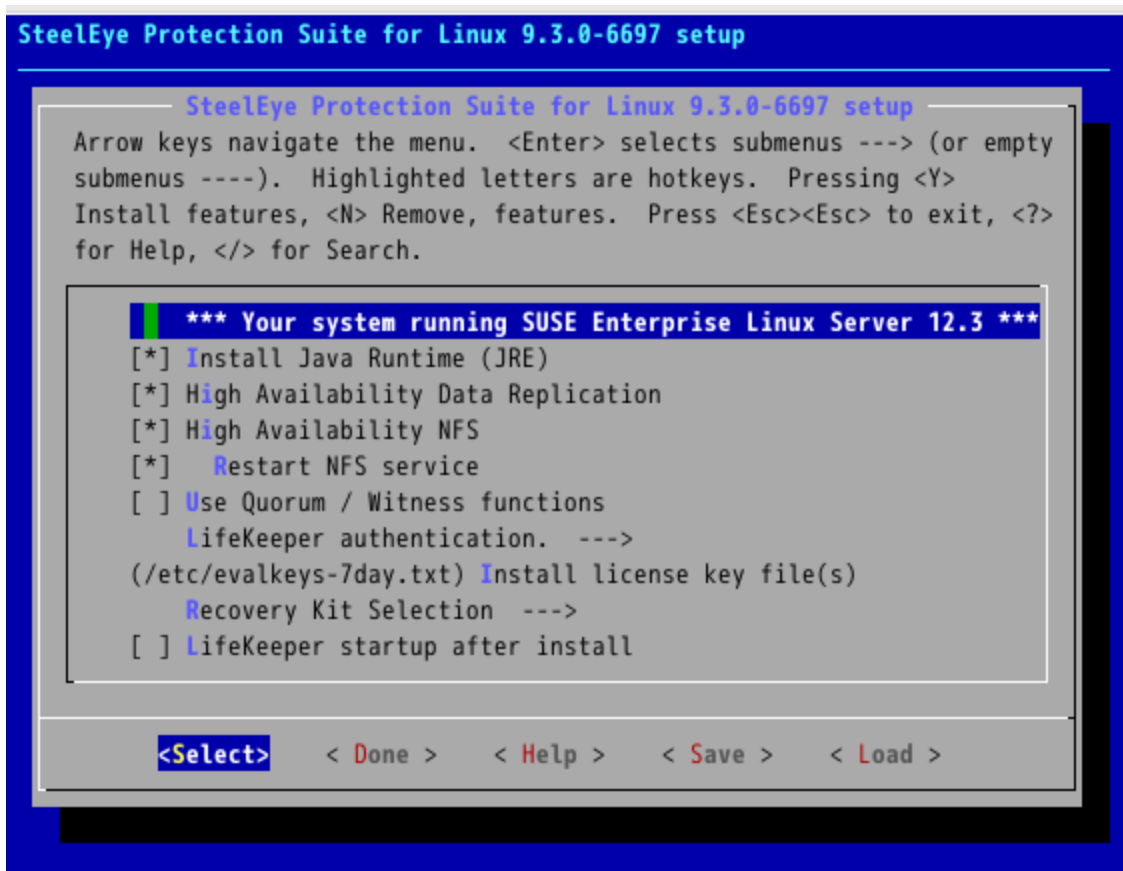 SteelEye Protection Suite for Linux 9.3.0-6697 setup
SteelEye Protection Suite for Linux 9.3.0-6697 setup
Arrow keys navigate the menu.  <Enter> selects submenus ---> (or empty
submenus ----).  Highlighted letters are hotkeys.  Pressing <Y>
Install features, <N> Remove, features.  Press <Esc><Esc> to exit, <?>
for Help, </> for Search.
*** Your system running SUSE Enterprise Linux Server 12.3 ***
[*] Install Java Runtime (JRE)
[*] High Availability Data Replication
[*] High Availability NFS
[*]   Restart NFS service
[ ] Use Quorum / Witness functions
LifeKeeper authentication.  --->
(/etc/evalkeys-7day.txt) Install license key file(s)
Recovery Kit Selection  --->
[ ] LifeKeeper startup after install
<Select>    < Done >    < Help >    < Save >    < Load >